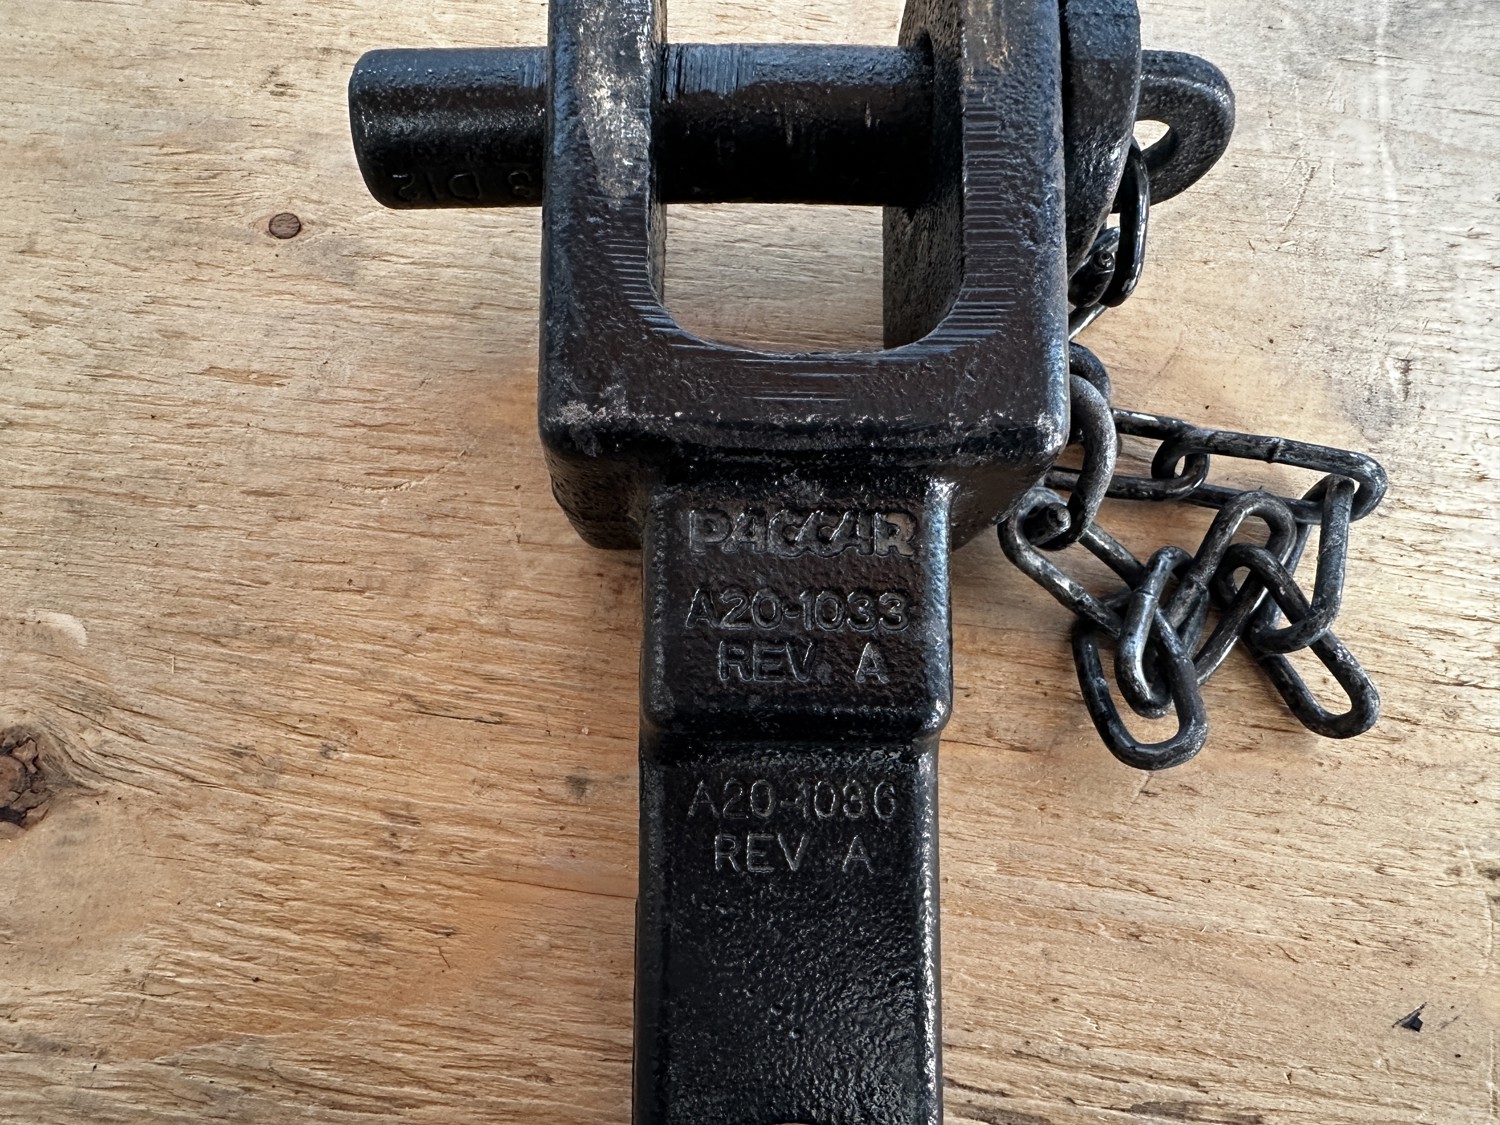 PACCAR
A20-1033
REV. A
A20-1036
REV A